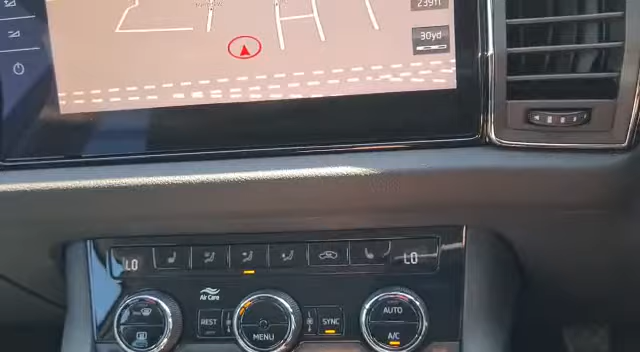 239ft
30yd
LO
LO
Air Care
REST
MENU
SYNC
AUTO
A/C